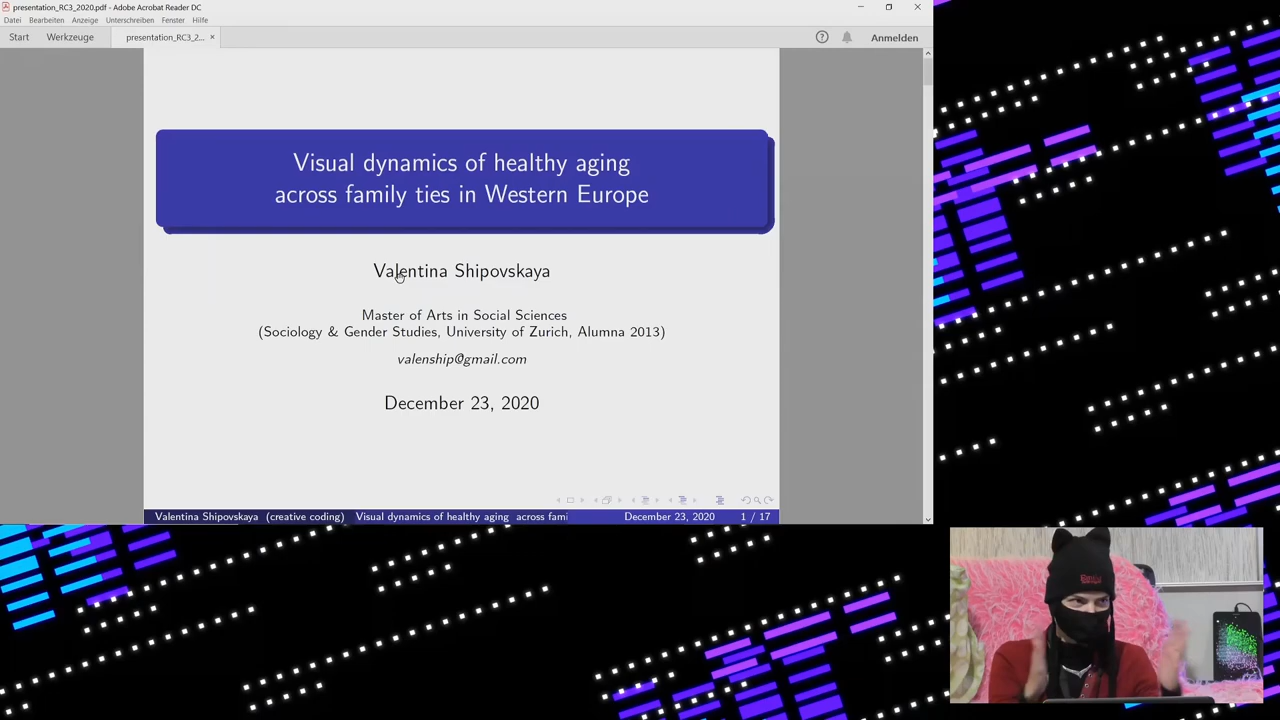 presentation_RC3_2020.pdf - Adobe Acrobat Reader DC
Datei Bearbeiten Anzeige Unterschreiben Fenster Hilfe
Start Werkzeuge presentation_RC3_2... × Anmelden
Visual dynamics of healthy aging
across family ties in Western Europe
Valentina Shipovskaya
Master of Arts in Social Sciences
(Sociology & Gender Studies, University of Zurich, Alumna 2013)
valenship@gmail.com
December 23, 2020
Valentina Shipovskaya (creative coding) Visual dynamics of healthy aging across fami December 23, 2020 1 / 17